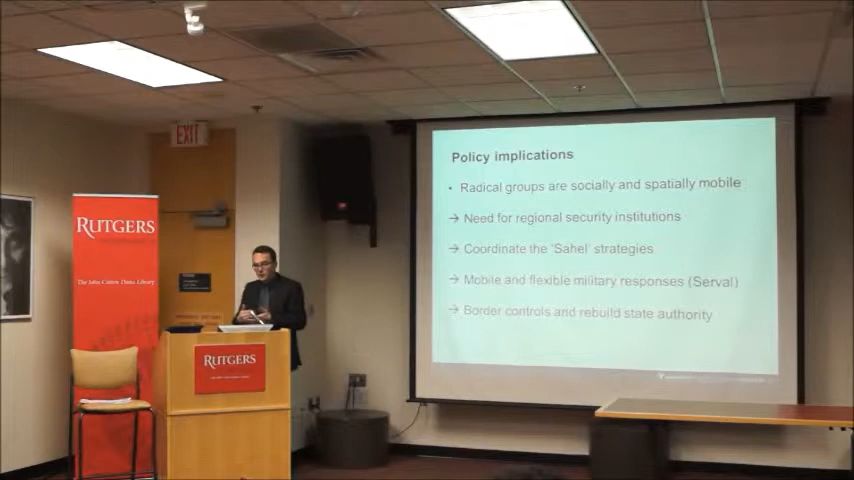 EXIT
RUTGERS
The John Cotton Dana Library
RUTGERS
Policy implications
• Radical groups are socially and spatially mobile
→ Need for regional security institutions
→ Coordinate the 'Sahel' strategies
→ Mobile and flexible military responses (Serval)
→ Border controls and rebuild state authority